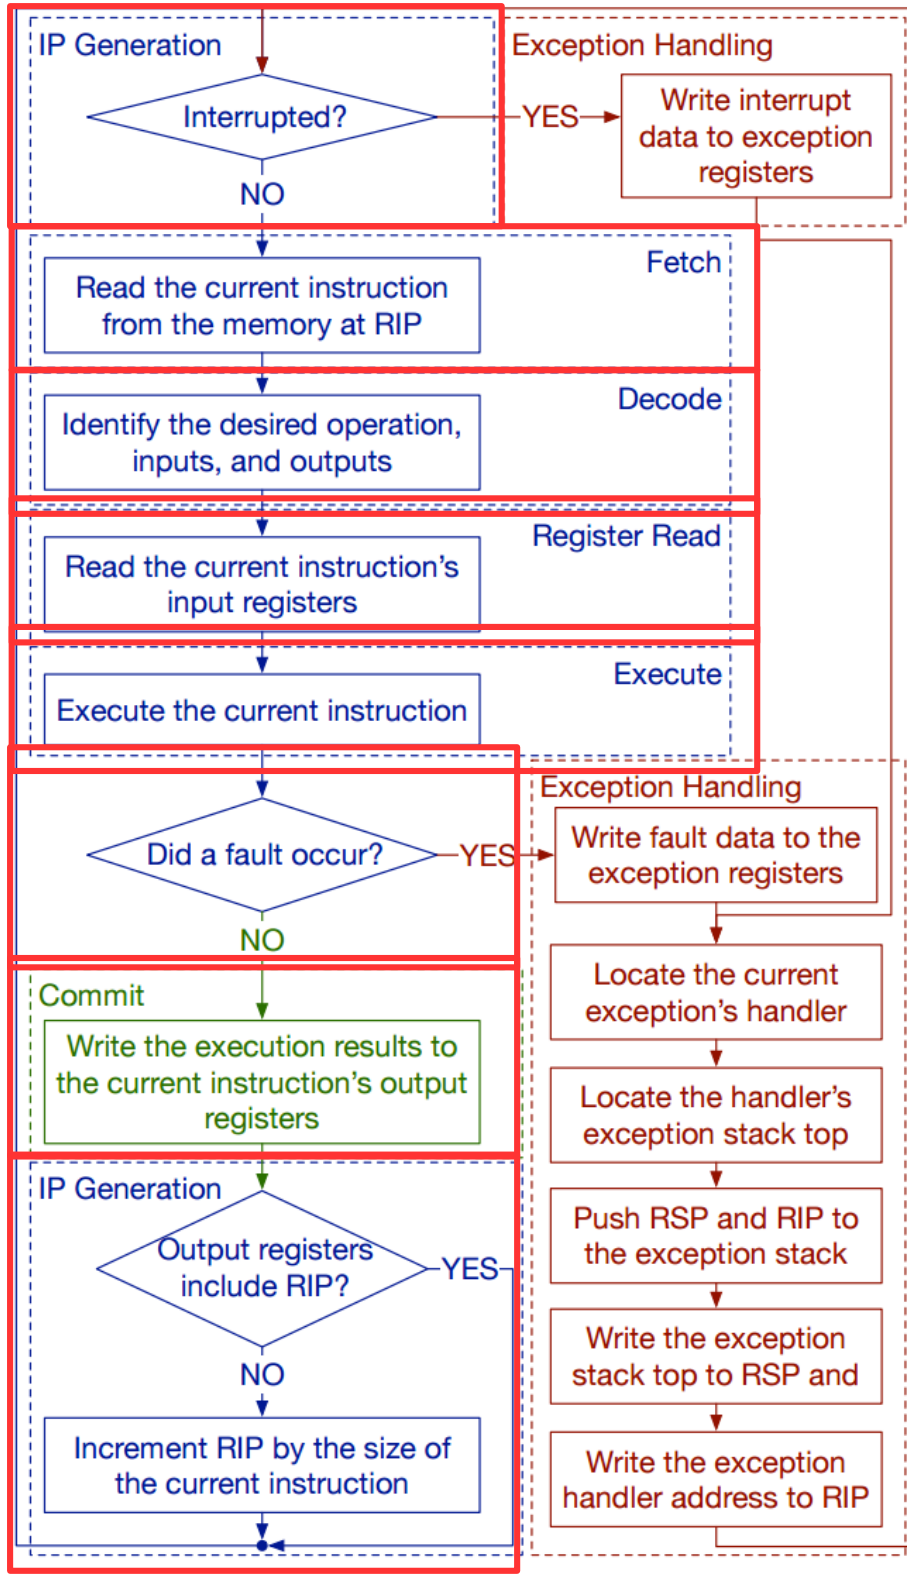 IP Generation
Exception Handling
Interrupted?
YES
Write interrupt
data to exception
registers
NO
Fetch
Read the current instruction
from the memory at RIP
Decode
Identify the desired operation,
inputs, and outputs
Register Read
Read the current instruction's
input registers
Execute
Execute the current instruction
Exception Handling
Did a fault occur?
YES
Write fault data to the
exception registers
NO
Locate the current
exception's handler
Commit
Write the execution results to
the current instruction's output
registers
Locate the handler's
exception stack top
IP Generation
Output registers
include RIP?
YES
Push RSP and RIP to
the exception stack
NO
Write the exception
stack top to RSP and
Increment RIP by the size of
the current instruction
Write the exception
handler address to RIP